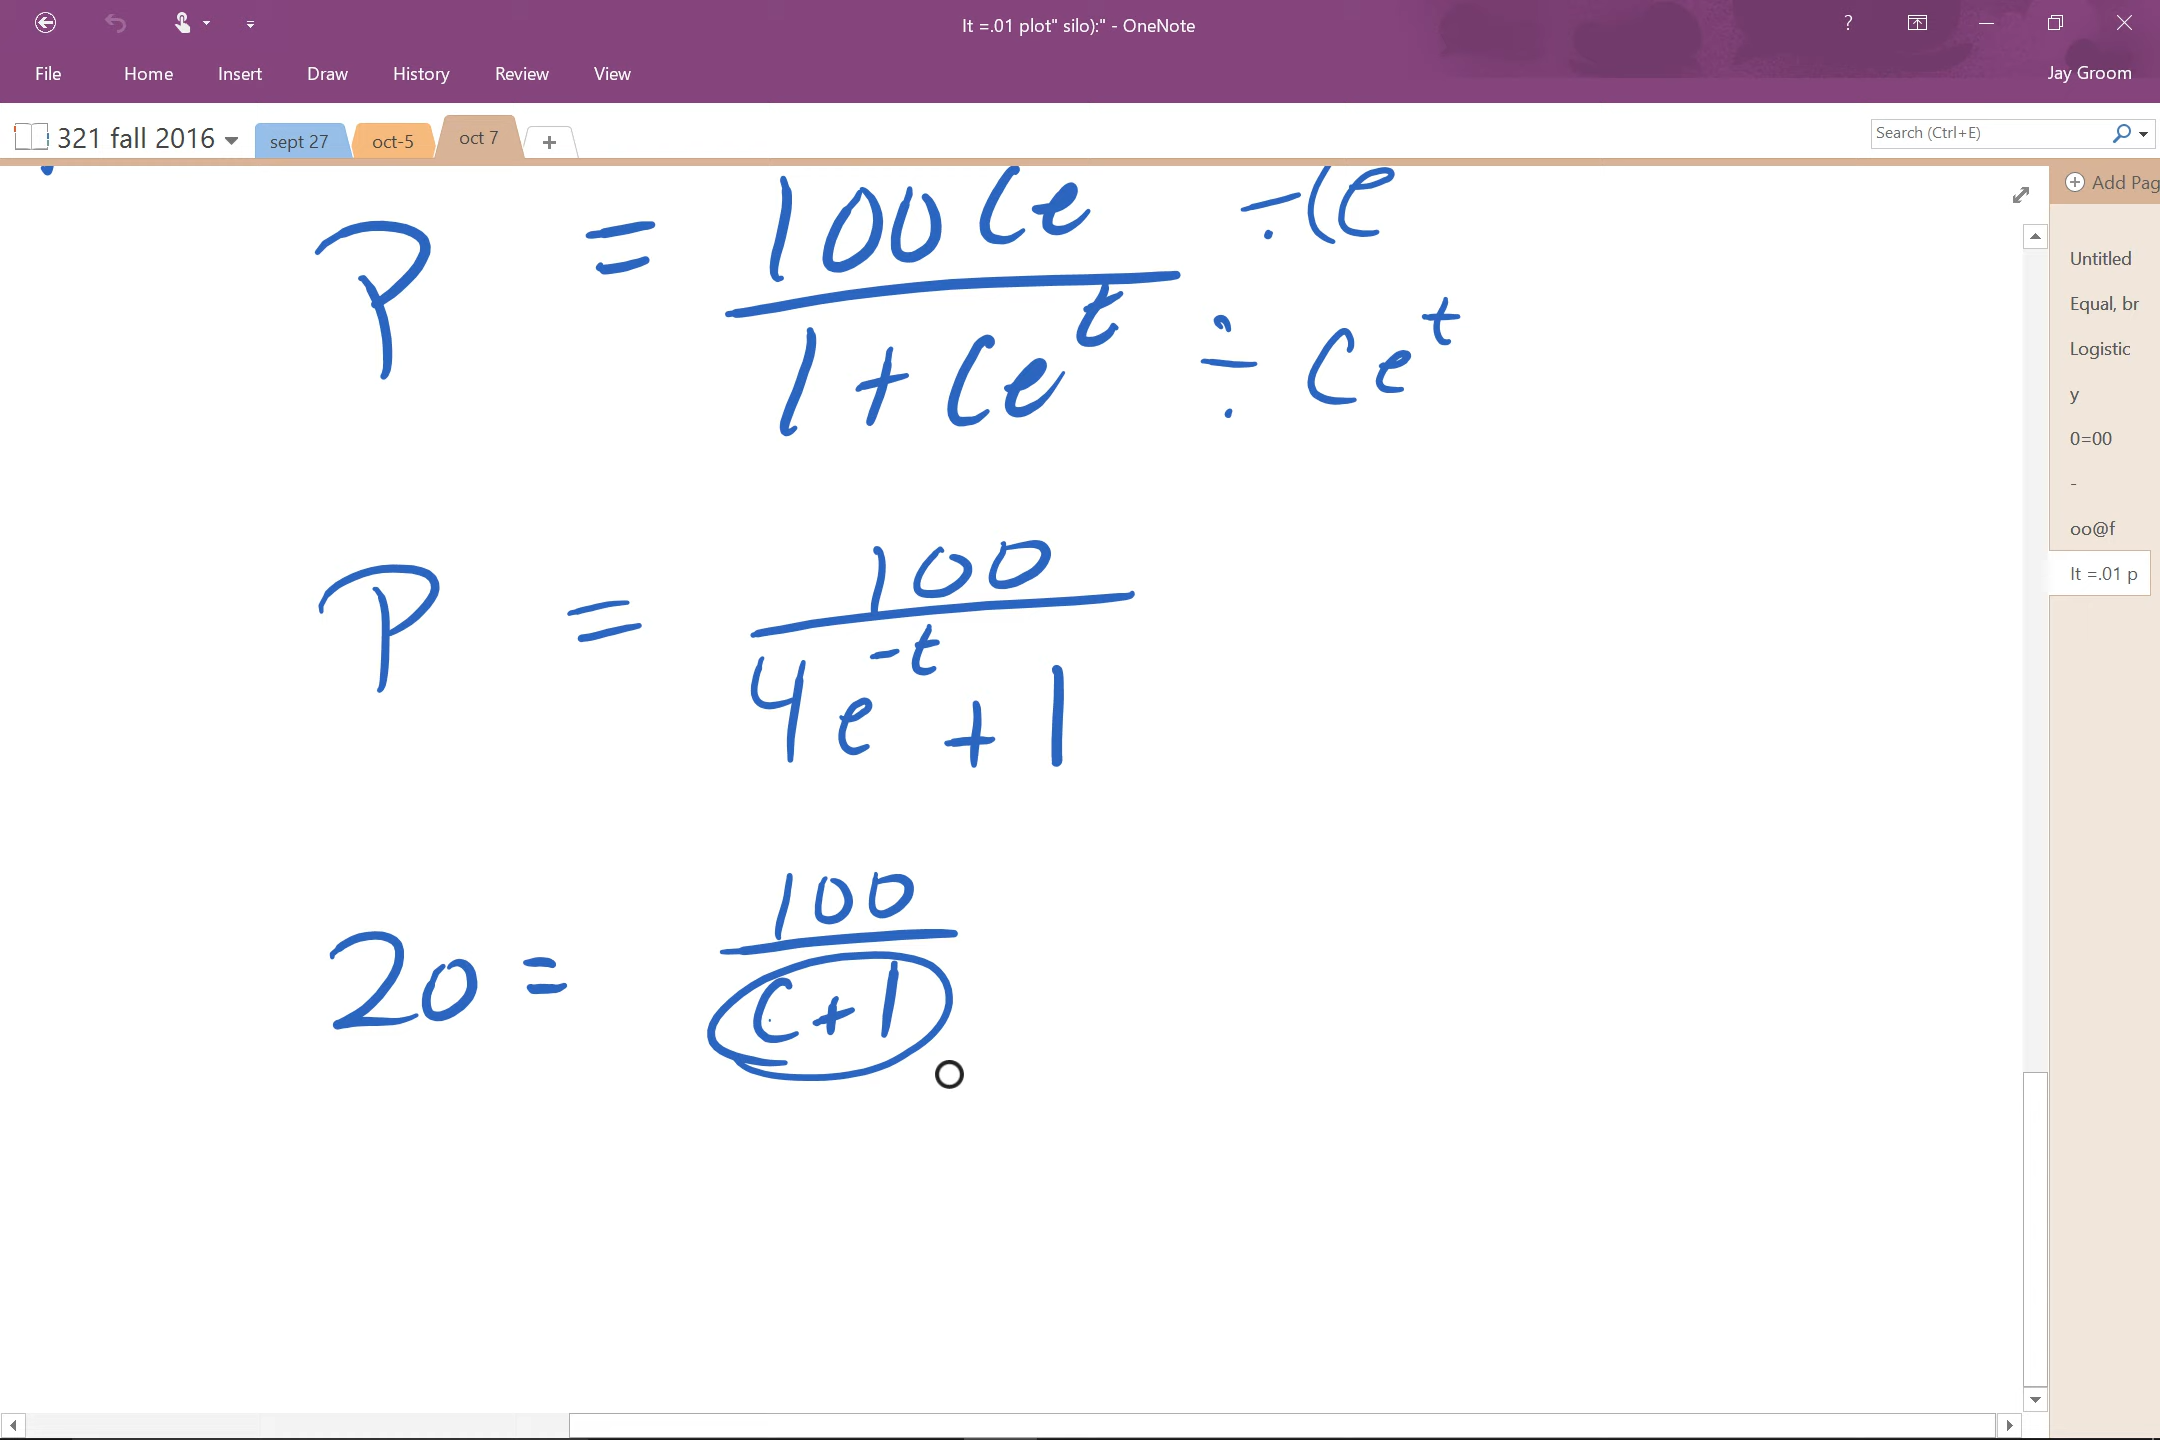 It =.01 plot" silo):" - OneNote
?
File Home Insert Draw History Review View
Jay Groom
321 fall 2016
sept 27
oct-5
oct 7
+
Search (Ctrl+E)
Add Pag
Untitled
Equal, br
Logistic
y
0=00
-
oo@f
It =.01 p
P = 100Ce ÷Ce
1 + Ce^t ÷ Ce^t
P = 100
4e^-t + 1
20 = 100
C + 1